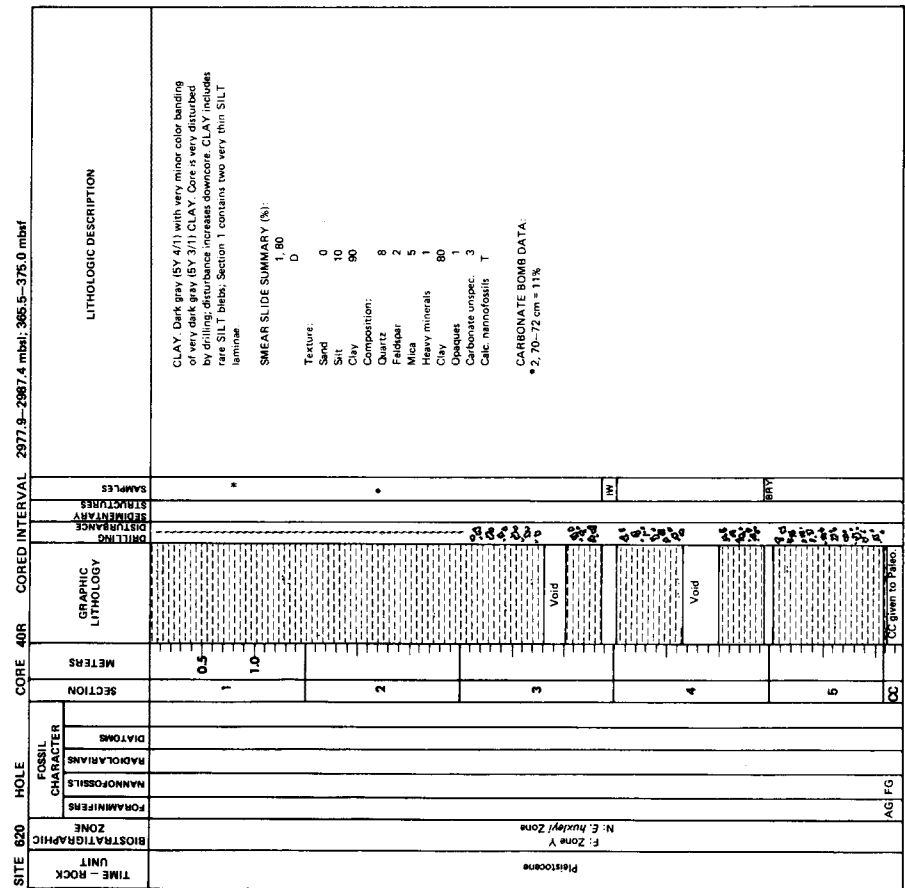 SITE 620 HOLE CORE 40R CORED INTERVAL 2977.9–2987.4 mbsl; 365.5–375.0 mbsf
TIME – ROCK
UNIT
BIOSTRATIGRAPHIC
ZONE
FOSSIL
CHARACTER
FORAMINIFERS
NANNOFOSSILS
RADIOLARIANS
DIATOMS
SECTION
METERS
GRAPHIC
LITHOLOGY
DRILLING
DISTURBANCE
SEDIMENTARY
STRUCTURES
SAMPLES
LITHOLOGIC DESCRIPTION
Pleistocene
F: Zone Y
N: E. huxleyi Zone
AG
FG
1
2
3
4
5
CC
0.5
1.0
Void
Void
CC given to Paleo.
*
•
IW
BRY
CLAY. Dark gray (5Y 4/1) with very minor color banding
of very dark gray (5Y 3/1) CLAY. Core is very disturbed
by drilling; disturbance increases downcore. CLAY includes
rare SILT blebs; Section 1 contains two very thin SILT
laminae.
SMEAR SLIDE SUMMARY (%):
1, 80
D
Texture:
Sand 0
Silt 10
Clay 90
Composition:
Quartz 8
Feldspar 2
Mica 5
Heavy minerals 1
Clay 80
Opaques 1
Carbonate unspec. 3
Calc. nannofossils T
CARBONATE BOMB DATA:
•2, 70–72 cm = 11%